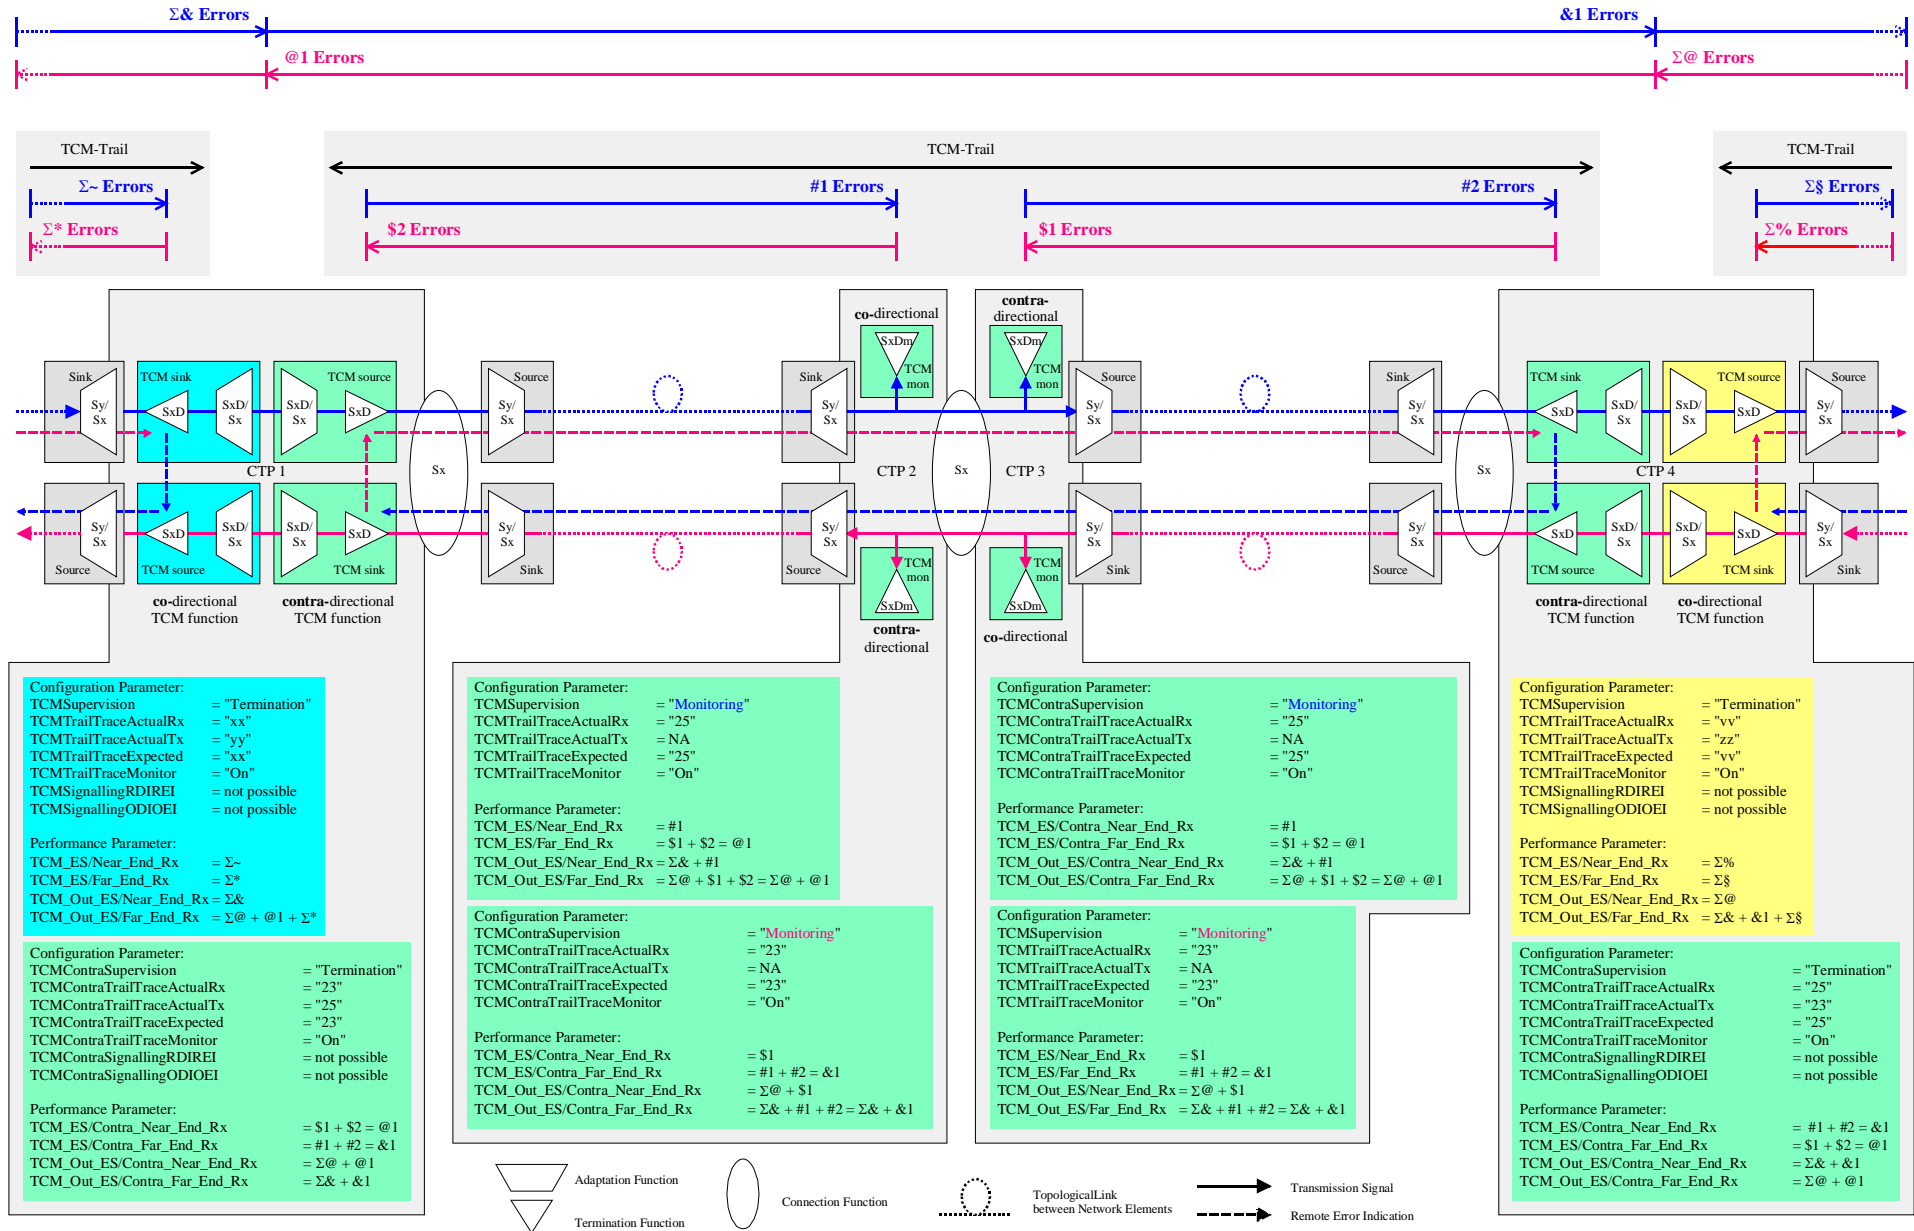 Σ& Errors
&1 Errors
@1 Errors
Σ@ Errors
TCM-Trail
TCM-Trail
TCM-Trail
Σ~ Errors
#1 Errors
#2 Errors
Σ§ Errors
Σ* Errors
$2 Errors
$1 Errors
Σ% Errors
co-directional
contra-
directional
SxDm
TCM
mon
SxDm
TCM
mon
Sink
Sy/
Sx
TCM sink
SxD
SxD/
Sx
TCM source
SxD/
Sx
SxD
Source
Sy/
Sx
Sink
Sy/
Sx
Source
Sy/
Sx
Sink
Sy/
Sx
TCM sink
SxD
SxD/
Sx
TCM source
SxD/
Sx
SxD
Source
Sy/
Sx
CTP 1
Sx
CTP 2
Sx
CTP 3
Sx
CTP 4
Sy/
Sx
Source
SxD
SxD/
Sx
TCM source
SxD/
Sx
SxD
TCM sink
Sy/
Sx
Sink
Sy/
Sx
Source
Sy/
Sx
Sink
Sy/
Sx
Source
SxD
SxD/
Sx
TCM source
SxD/
Sx
SxD
TCM sink
Sy/
Sx
Sink
TCM
mon
SxDm
TCM
mon
SxDm
co-directional
TCM function
contra-directional
TCM function
contra-
directional
co-directional
contra-directional
TCM function
co-directional
TCM function
Configuration Parameter:
TCMSupervision = "Termination"
TCMTrailTraceActualRx = "xx"
TCMTrailTraceActualTx = "yy"
TCMTrailTraceExpected = "xx"
TCMTrailTraceMonitor = "On"
TCMSignallingRDIREI = not possible
TCMSignallingODIOEI = not possible
Performance Parameter:
TCM_ES/Near_End_Rx = Σ~
TCM_ES/Far_End_Rx = Σ*
TCM_Out_ES/Near_End_Rx = Σ&
TCM_Out_ES/Far_End_Rx = Σ@ + @1 + Σ*
Configuration Parameter:
TCMContraSupervision = "Termination"
TCMContraTrailTraceActualRx = "23"
TCMContraTrailTraceActualTx = "25"
TCMContraTrailTraceExpected = "23"
TCMContraTrailTraceMonitor = "On"
TCMContraSignallingRDIREI = not possible
TCMContraSignallingODIOEI = not possible
Performance Parameter:
TCM_ES/Contra_Near_End_Rx = $1 + $2 = @1
TCM_ES/Contra_Far_End_Rx = #1 + #2 = &1
TCM_Out_ES/Contra_Near_End_Rx = Σ@ + @1
TCM_Out_ES/Contra_Far_End_Rx = Σ& + &1
Configuration Parameter:
TCMSupervision = "Monitoring"
TCMTrailTraceActualRx = "25"
TCMTrailTraceActualTx = NA
TCMTrailTraceExpected = "25"
TCMTrailTraceMonitor = "On"
Performance Parameter:
TCM_ES/Near_End_Rx = #1
TCM_ES/Far_End_Rx = $1 + $2 = @1
TCM_Out_ES/Near_End_Rx = Σ& + #1
TCM_Out_ES/Far_End_Rx = Σ@ + $1 + $2 = Σ@ + @1
Configuration Parameter:
TCMContraSupervision = "Monitoring"
TCMContraTrailTraceActualRx = "23"
TCMContraTrailTraceActualTx = NA
TCMContraTrailTraceExpected = "23"
TCMContraTrailTraceMonitor = "On"
Performance Parameter:
TCM_ES/Contra_Near_End_Rx = $1
TCM_ES/Contra_Far_End_Rx = #1 + #2 = &1
TCM_Out_ES/Contra_Near_End_Rx = Σ@ + $1
TCM_Out_ES/Contra_Far_End_Rx = Σ& + #1 + #2 = Σ& + &1
Configuration Parameter:
TCMContraSupervision = "Monitoring"
TCMContraTrailTraceActualRx = "25"
TCMContraTrailTraceActualTx = NA
TCMContraTrailTraceExpected = "25"
TCMContraTrailTraceMonitor = "On"
Performance Parameter:
TCM_ES/Contra_Near_End_Rx = #1
TCM_ES/Contra_Far_End_Rx = $1 + $2 = @1
TCM_Out_ES/Contra_Near_End_Rx = Σ& + #1
TCM_Out_ES/Contra_Far_End_Rx = Σ@ + $1 + $2 = Σ@ + @1
Configuration Parameter:
TCMSupervision = "Monitoring"
TCMTrailTraceActualRx = "23"
TCMTrailTraceActualTx = NA
TCMTrailTraceExpected = "23"
TCMTrailTraceMonitor = "On"
Performance Parameter:
TCM_ES/Near_End_Rx = $1
TCM_ES/Far_End_Rx = #1 + #2 = &1
TCM_Out_ES/Near_End_Rx = Σ@ + $1
TCM_Out_ES/Far_End_Rx = Σ& + #1 + #2 = Σ& + &1
Configuration Parameter:
TCMSupervision = "Termination"
TCMTrailTraceActualRx = "vv"
TCMTrailTraceActualTx = "zz"
TCMTrailTraceExpected = "vv"
TCMTrailTraceMonitor = "On"
TCMSignallingRDIREI = not possible
TCMSignallingODIOEI = not possible
Performance Parameter:
TCM_ES/Near_End_Rx = Σ%
TCM_ES/Far_End_Rx = Σ§
TCM_Out_ES/Near_End_Rx = Σ@
TCM_Out_ES/Far_End_Rx = Σ& + &1 + Σ§
Configuration Parameter:
TCMContraSupervision = "Termination"
TCMContraTrailTraceActualRx = "25"
TCMContraTrailTraceActualTx = "23"
TCMContraTrailTraceExpected = "25"
TCMContraTrailTraceMonitor = "On"
TCMContraSignallingRDIREI = not possible
TCMContraSignallingODIOEI = not possible
Performance Parameter:
TCM_ES/Contra_Near_End_Rx = #1 + #2 = &1
TCM_ES/Contra_Far_End_Rx = $1 + $2 = @1
TCM_Out_ES/Contra_Near_End_Rx = Σ& + &1
TCM_Out_ES/Contra_Far_End_Rx = Σ@ + @1
Adaptation Function
Termination Function
Connection Function
TopologicalLink
between Network Elements
Transmission Signal
Remote Error Indication